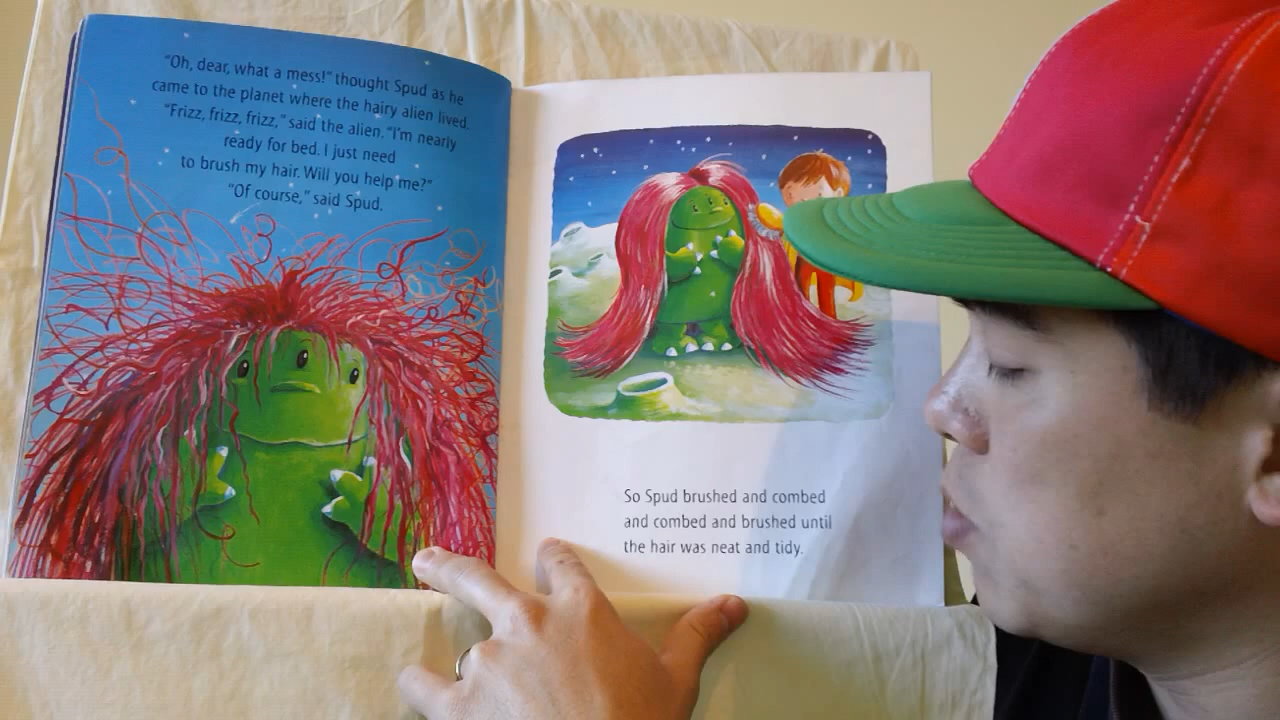 "Oh, dear, what a mess!" thought Spud as he
came to the planet where the hairy alien lived.
"Frizz, frizz, frizz," said the alien. "I'm nearly
ready for bed. I just need
to brush my hair. Will you help me?"
"Of course," said Spud.
So Spud brushed and combed
and combed and brushed until
the hair was neat and tidy.